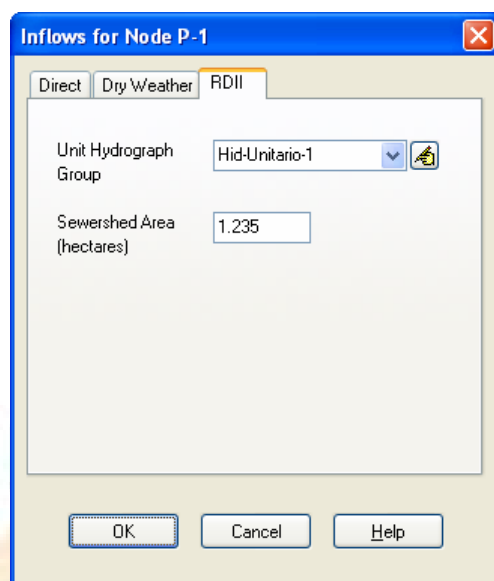 Inflows for Node P-1
Direct Dry Weather RDII
Unit Hydrograph
Group
Hid-Unitario-1
Sewershed Area
(hectares)
1.235
OK Cancel Help